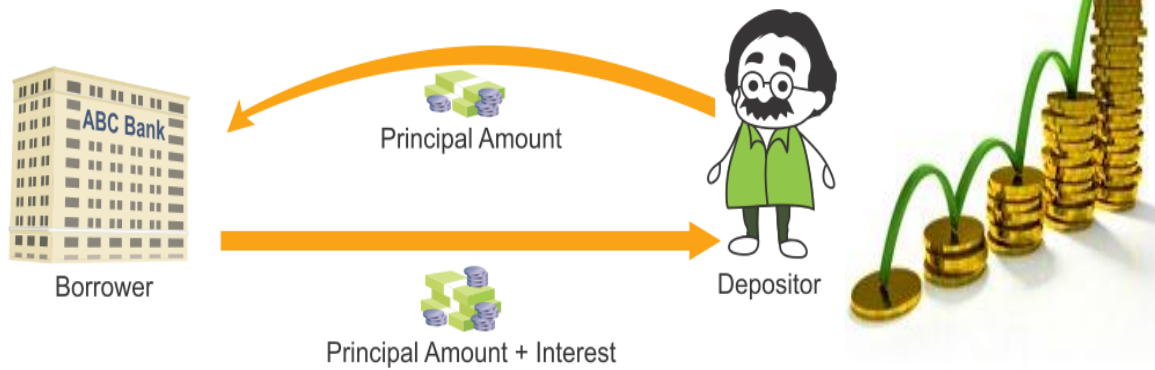 ABC Bank
Principal Amount
Borrower
Depositor
Principal Amount + Interest